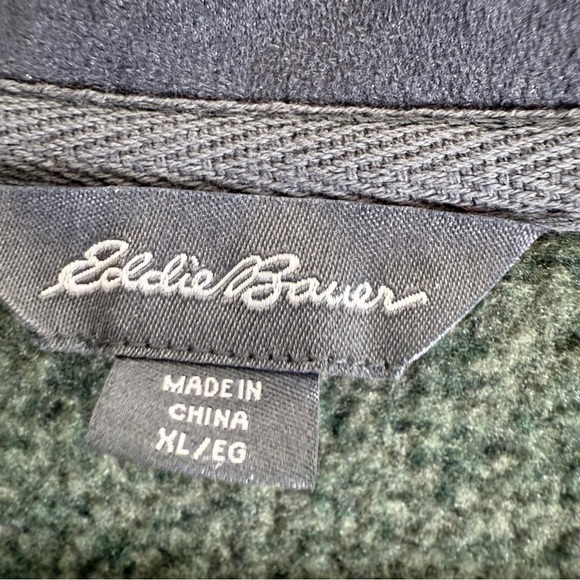 Eddie Bauer
MADE IN
CHINA
XL/EG